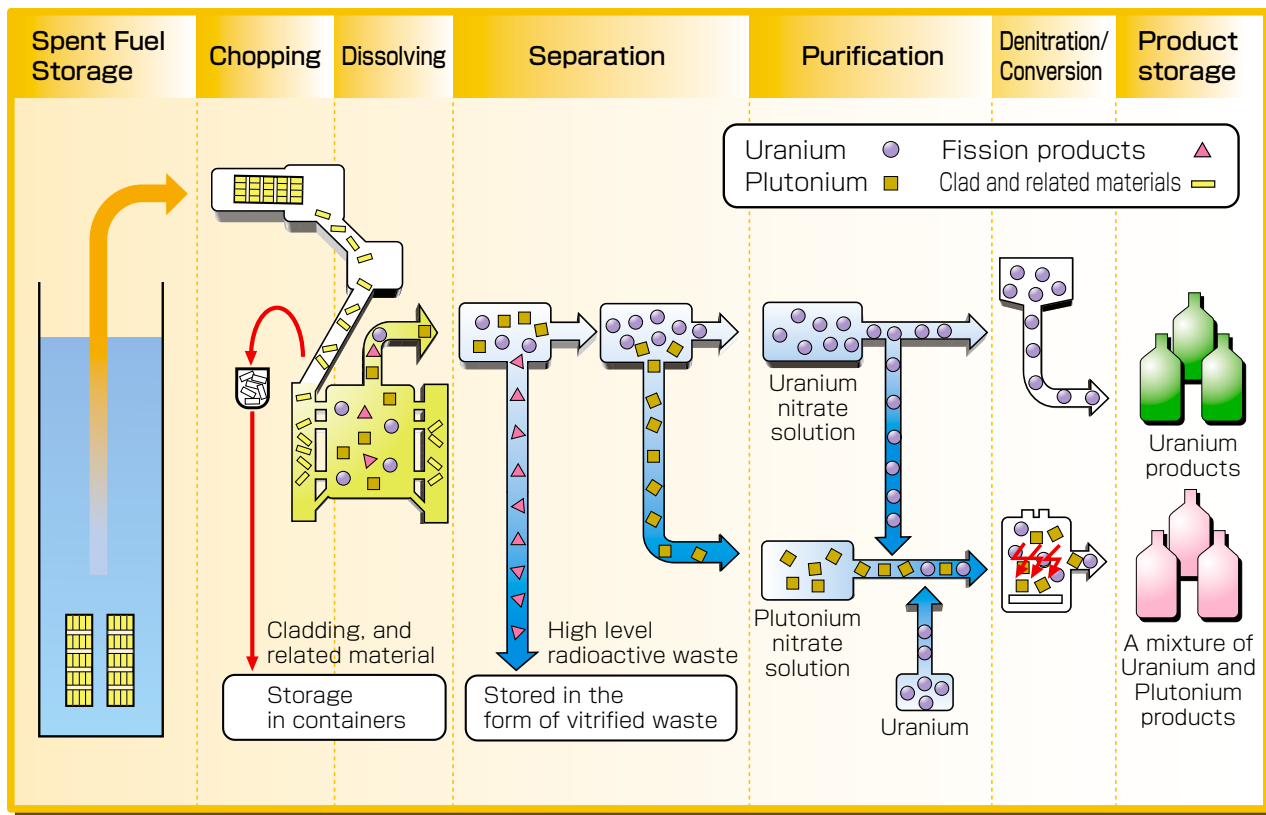 Spent Fuel
Storage
Chopping
Dissolving
Separation
Purification
Denitration/
Conversion
Product
storage
Uranium
Fission products
Plutonium
Clad and related materials
Uranium
nitrate
solution
Uranium
products
Plutonium
nitrate
solution
Uranium
A mixture of
Uranium and
Plutonium
products
Cladding, and
related material
Storage
in containers
High level
radioactive waste
Stored in the
form of vitrified waste